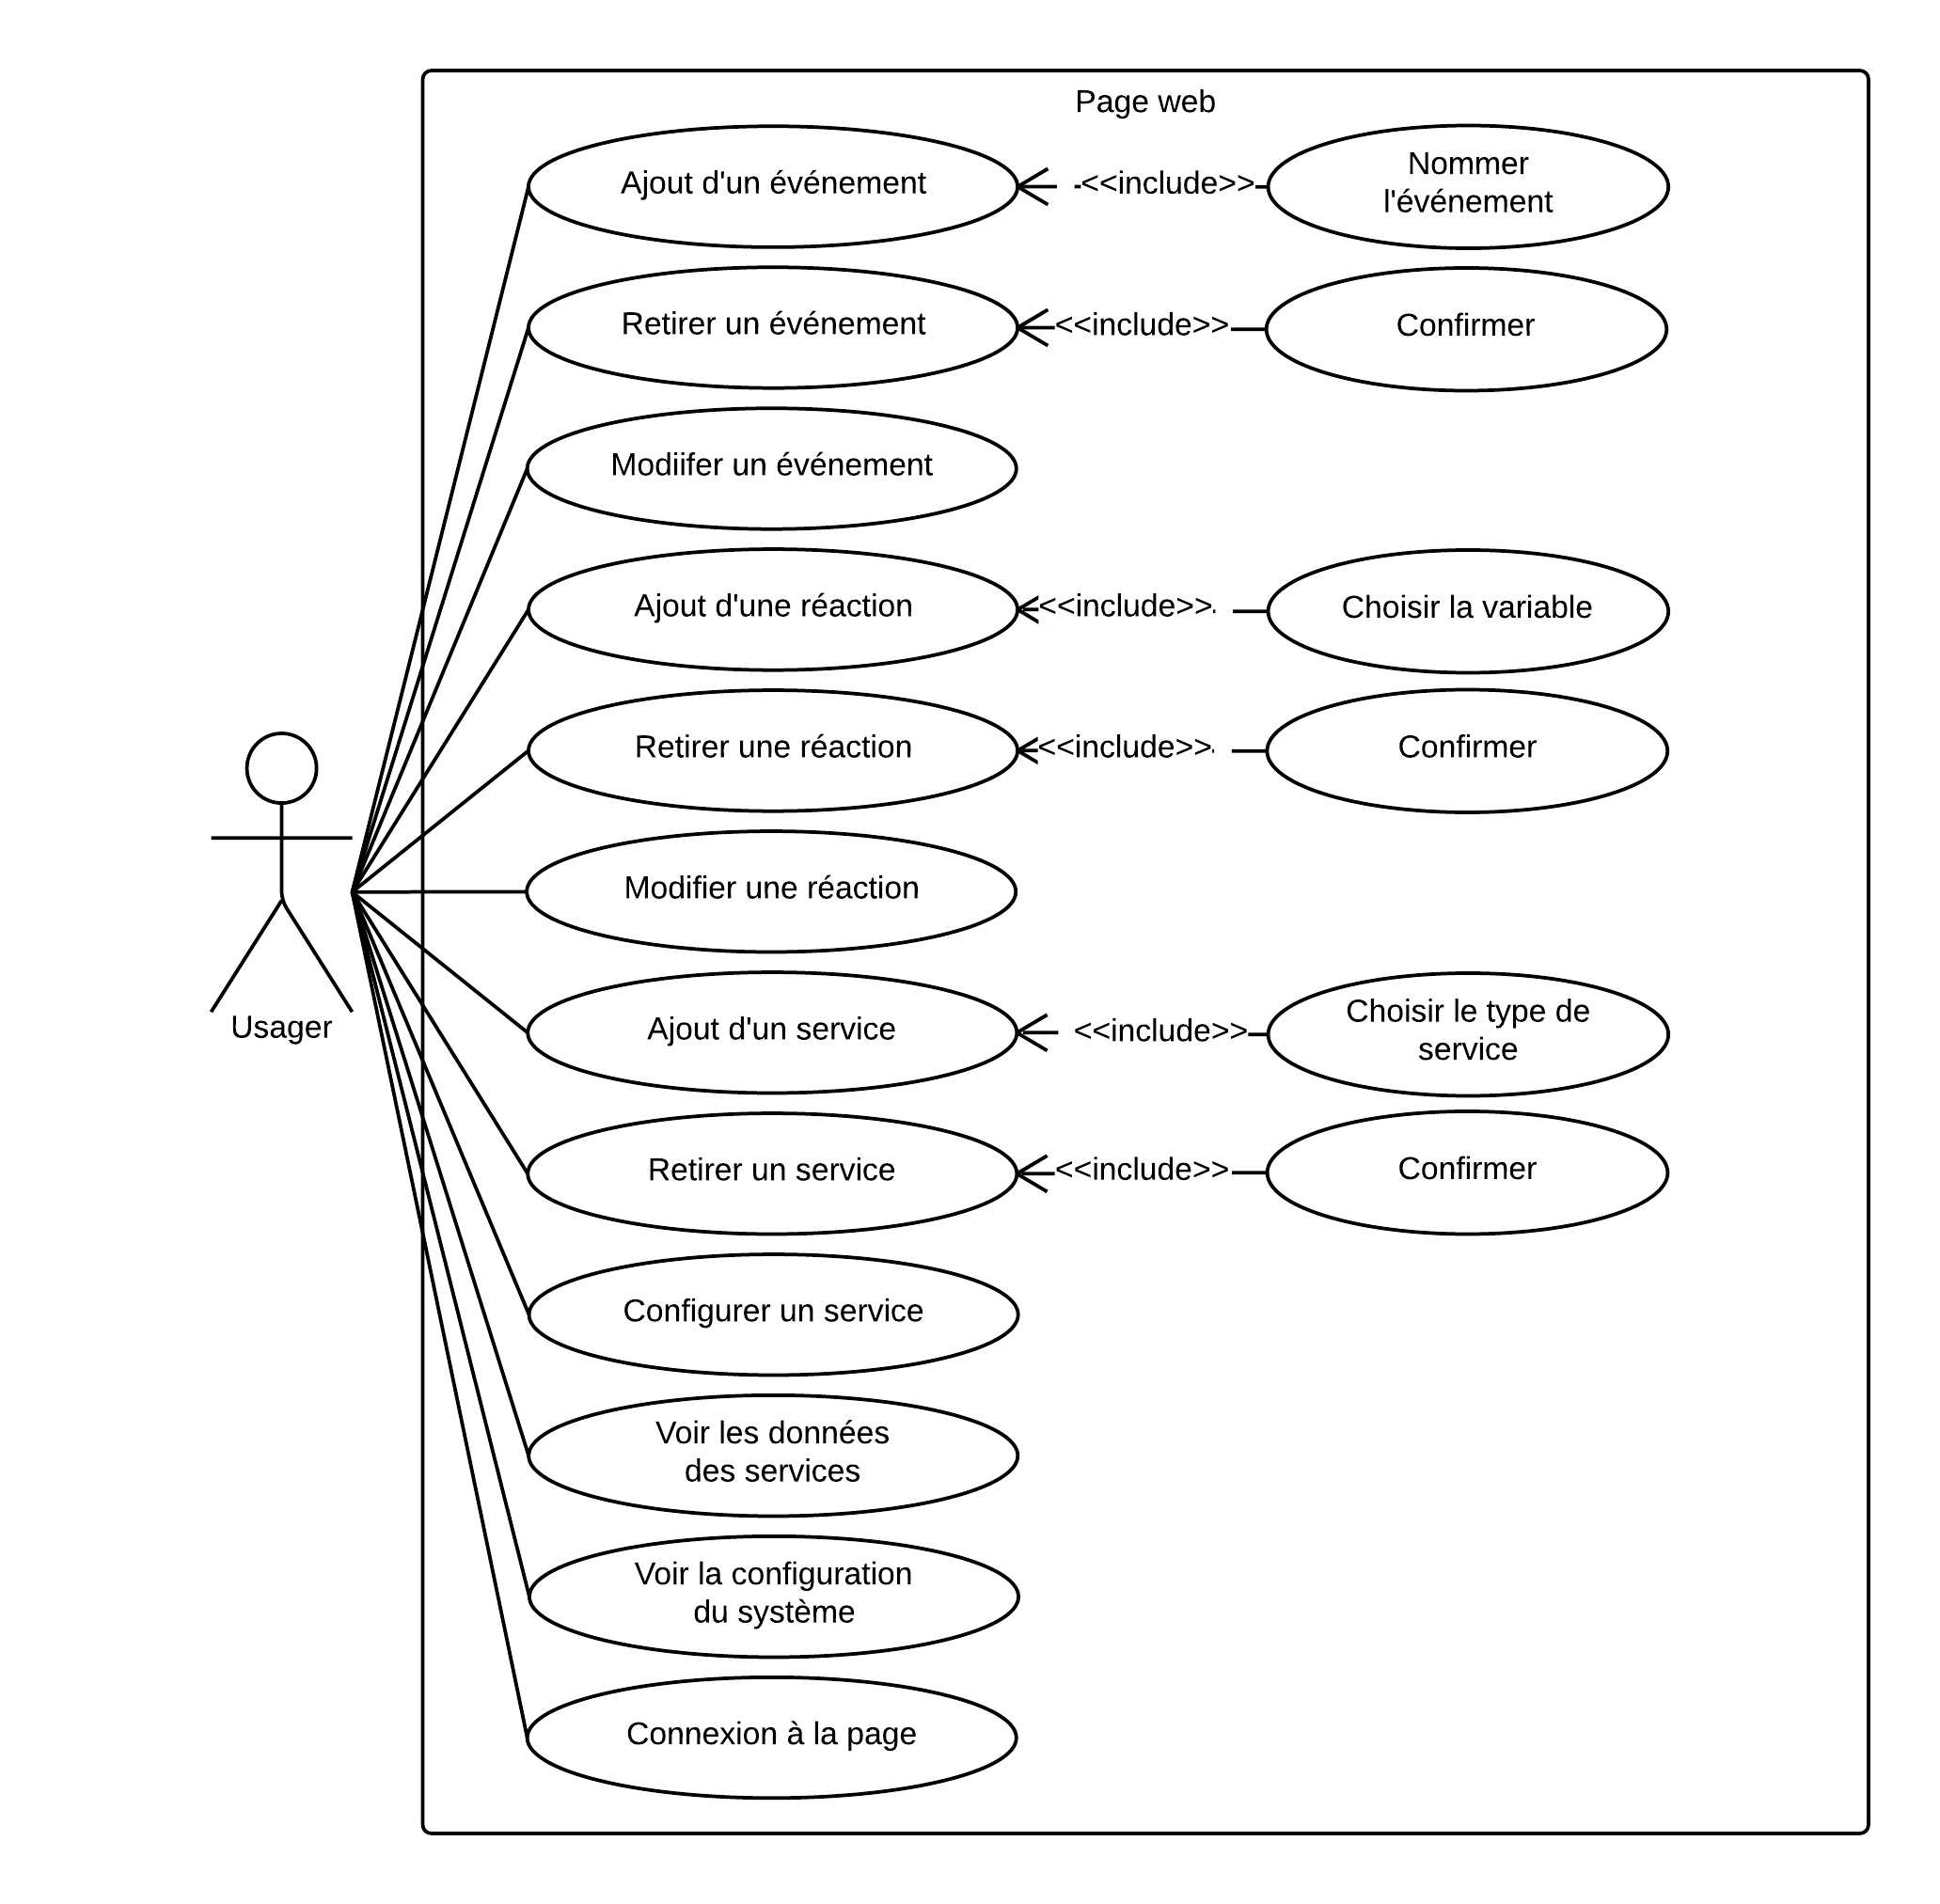 Page web
Ajout d'un événement
-<<include>>
Nommer
l'événement
Retirer un événement
<<include>>
Confirmer
Modiifer un événement
Ajout d'une réaction
<<include>>
Choisir la variable
Retirer une réaction
<<include>>
Confirmer
Modifier une réaction
Usager
Ajout d'un service
<<include>>
Choisir le type de
service
Retirer un service
<<include>>
Confirmer
Configurer un service
Voir les données
des services
Voir la configuration
du système
Connexion à la page